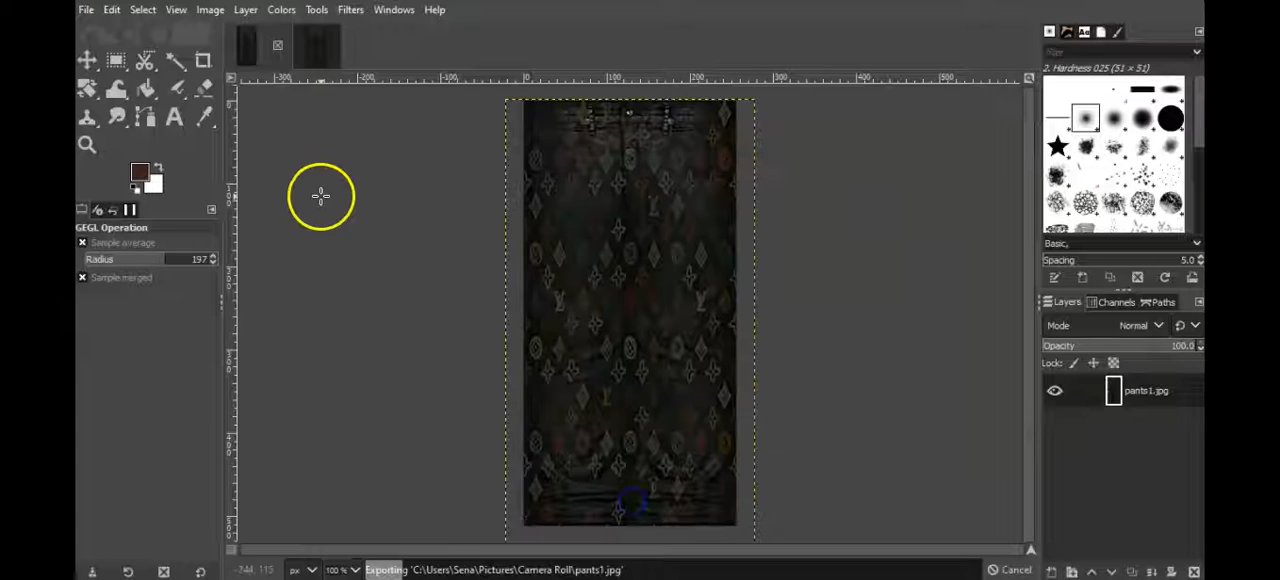 File Edit Select View Image Layer Colors Tools Filters Windows Help
2. Hardness 025 (51 × 51)
GEGL Operation
Sample average
Radius 197
Sample merged
Basic,
Spacing 5.0
Layers Channels Paths
Mode Normal
Opacity 100.0
Lock:
pants1.jpg
px 100 % Exporting 'C:\Users\Sena\Pictures\Camera Roll\pants1.jpg' Cancel